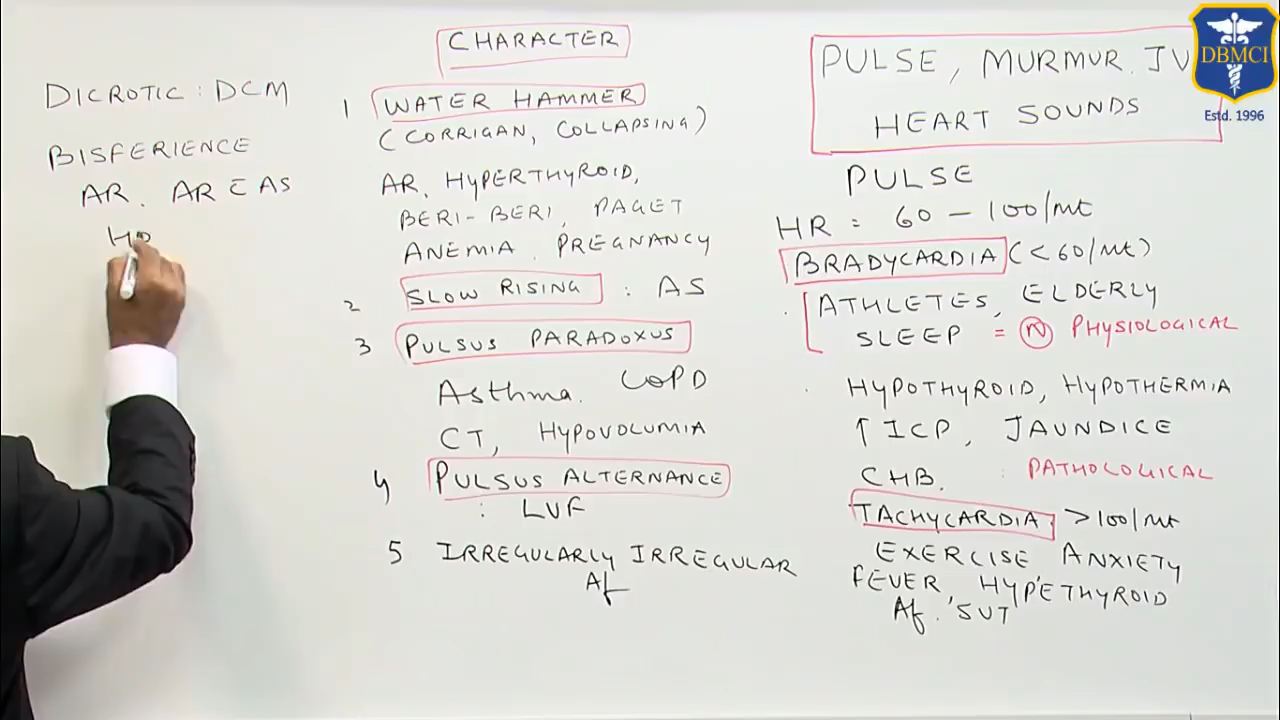 DICROTIC : DCM
BISFERIENCE
AR. AR C AS
CHARACTER
1 WATER HAMMER
(CORRIGAN, COLLAPSING)
AR, HYPERTHYROID,
BERI-BERI, PAGET
ANEMIA. PREGNANCY
2 SLOW RISING : AS
3 PULSUS PARADOXUS
Asthma. COPD
CT, HYPOVOLUMIA
4 PULSUS ALTERNANCE
: LVF
5 IRREGULARLY IRREGULAR
Af
PULSE, MURMUR. JV
HEART SOUNDS
PULSE
HR = 60 - 100/mt
BRADYCARDIA (<60/mt)
ATHLETES, ELDERLY
SLEEP = N PHYSIOLOGICAL
HYPOTHYROID, HYPOTHERMIA
↑ ICP, JAUNDICE
CHB. : PATHOLOGICAL
TACHYCARDIA >100/mt
EXERCISE ANXIETY
FEVER, HYPETHYROID
Af. SVT
DBMCI
Estd. 1996